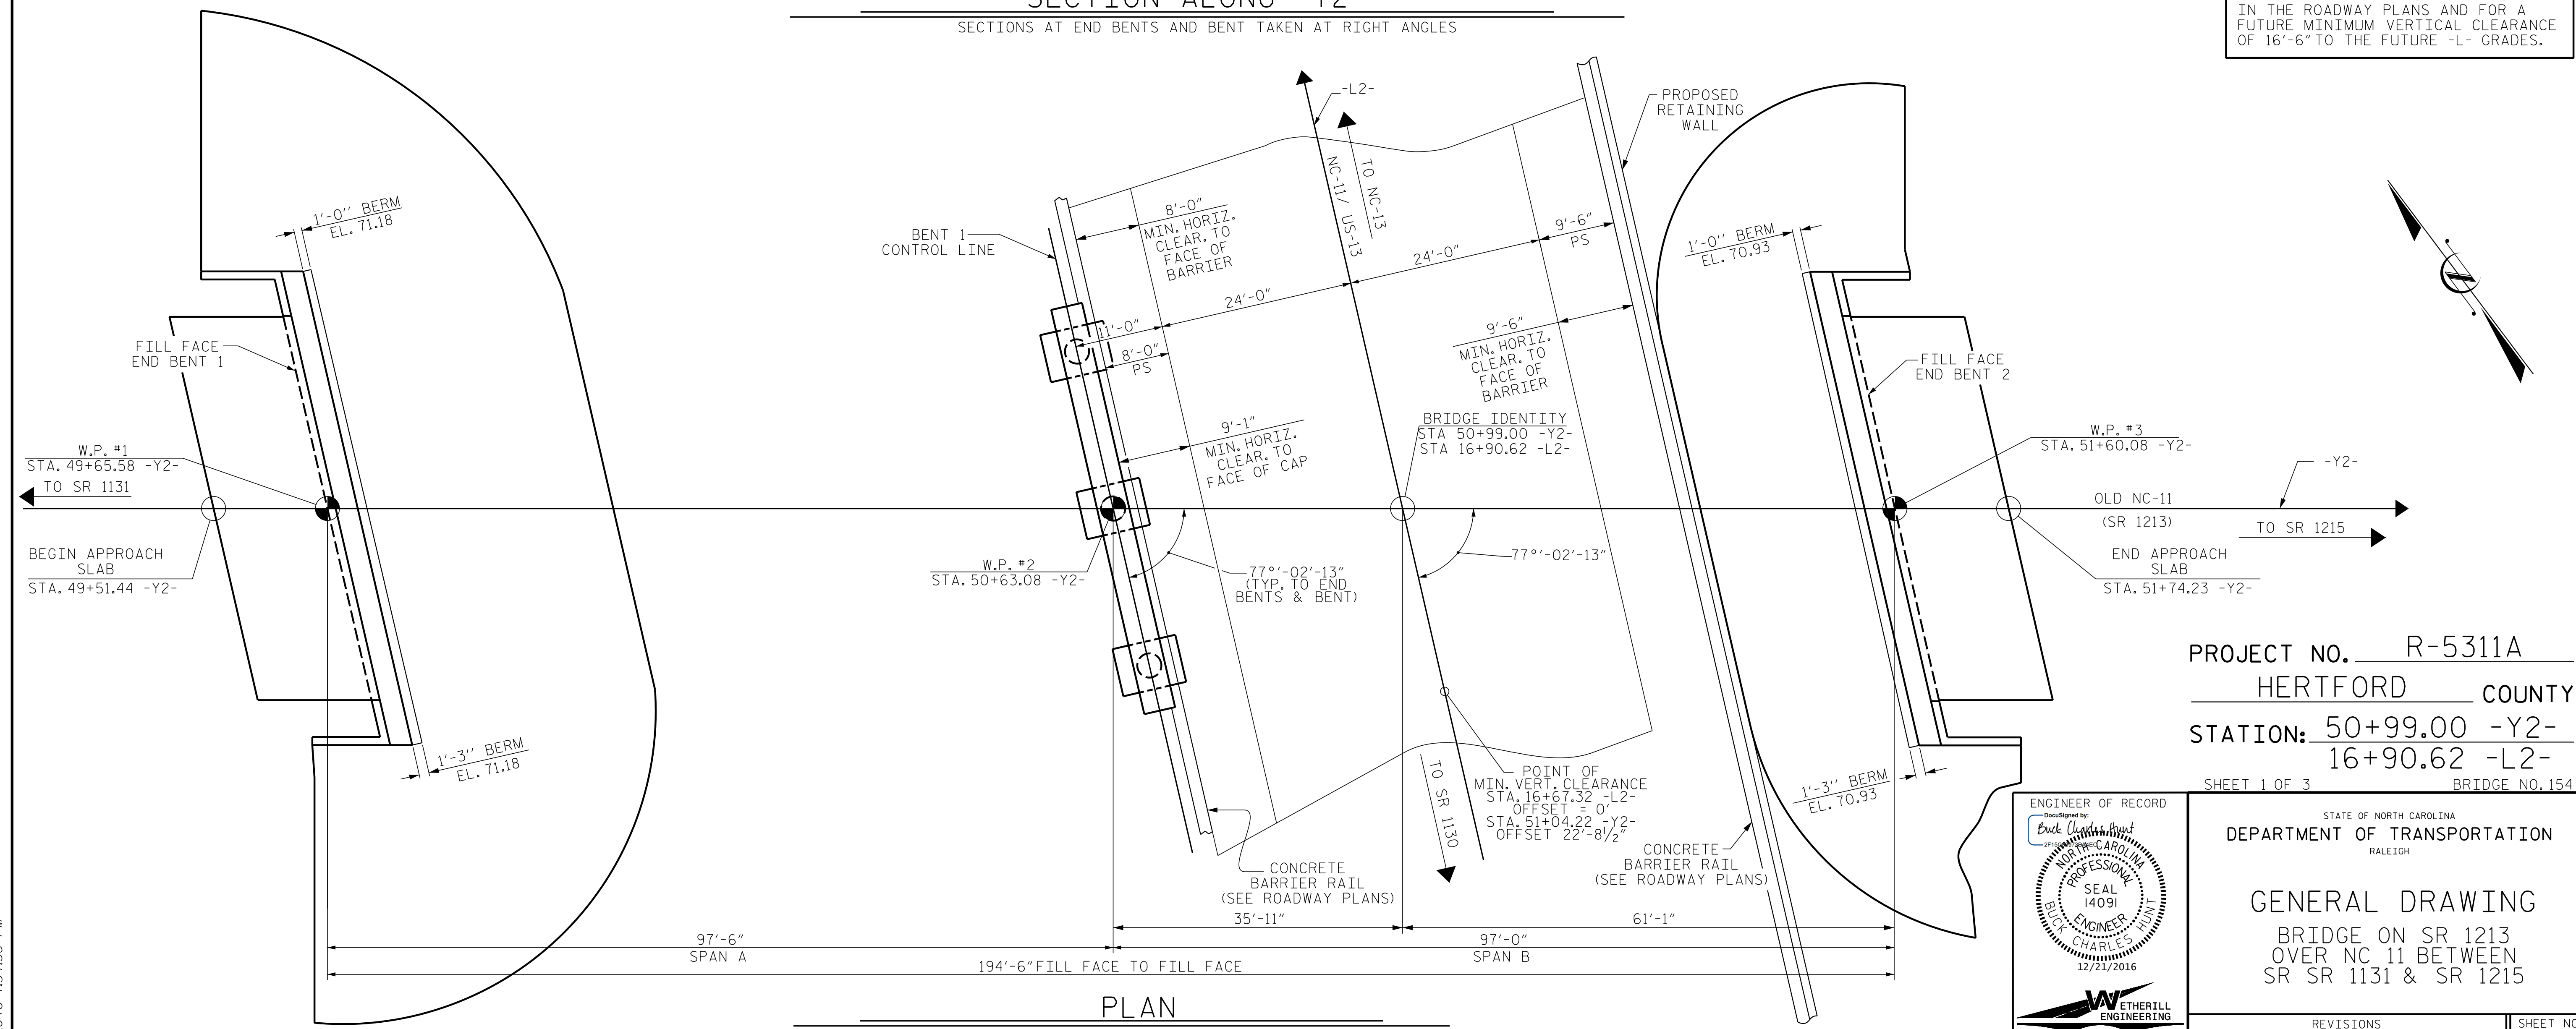 SECTION ALONG -Y2-
SECTIONS AT END BENTS AND BENT TAKEN AT RIGHT ANGLES
IN THE ROADWAY PLANS AND FOR A
FUTURE MINIMUM VERTICAL CLEARANCE
OF 16'-6" TO THE FUTURE -L- GRADES.
1'-0'' BERM
EL. 71.18
FILL FACE
END BENT 1
W.P. #1
STA. 49+65.58 -Y2-
TO SR 1131
BEGIN APPROACH
SLAB
STA. 49+51.44 -Y2-
1'-3'' BERM
EL. 71.18
BENT 1
CONTROL LINE
8'-0"
MIN. HORIZ.
CLEAR. TO
FACE OF
BARRIER
-L2-
NC-11/ US-13
TO NC-13
24'-0"
24'-0"
9'-6"
PS
11'-0"
8'-0"
PS
9'-6"
MIN. HORIZ.
CLEAR. TO
FACE OF
BARRIER
9'-1"
MIN. HORIZ.
CLEAR. TO
FACE OF CAP
PROPOSED
RETAINING
WALL
BRIDGE IDENTITY
STA 50+99.00 -Y2-
STA 16+90.62 -L2-
W.P. #2
STA. 50+63.08 -Y2-
77°'-02'-13"
(TYP. TO END
BENTS & BENT)
77°'-02'-13"
1'-0'' BERM
EL. 70.93
FILL FACE
END BENT 2
W.P. #3
STA. 51+60.08 -Y2-
-Y2-
OLD NC-11
(SR 1213)
TO SR 1215
END APPROACH
SLAB
STA. 51+74.23 -Y2-
1'-3'' BERM
EL. 70.93
POINT OF
MIN. VERT. CLEARANCE
STA. 16+67.32 -L2-
OFFSET = 0'
STA. 51+04.22 -Y2-
OFFSET 22'-8½"
TO SR 1130
CONCRETE
BARRIER RAIL
(SEE ROADWAY PLANS)
CONCRETE
BARRIER RAIL
(SEE ROADWAY PLANS)
35'-11"
61'-1"
97'-6"
SPAN A
97'-0"
SPAN B
194'-6" FILL FACE TO FILL FACE
PLAN
PROJECT NO. R-5311A
HERTFORD COUNTY
STATION: 50+99.00 -Y2-
16+90.62 -L2-
SHEET 1 OF 3 BRIDGE NO. 154
ENGINEER OF RECORD
DocuSigned by:
Buck Charles Hunt
NORTH CAROLINA
PROFESSIONAL
SEAL
14091
ENGINEER
BUCK CHARLES HUNT
12/21/2016
WETHERILL
ENGINEERING
STATE OF NORTH CAROLINA
DEPARTMENT OF TRANSPORTATION
RALEIGH
GENERAL DRAWING
BRIDGE ON SR 1213
OVER NC 11 BETWEEN
SR SR 1131 & SR 1215
REVISIONS
SHEET NO